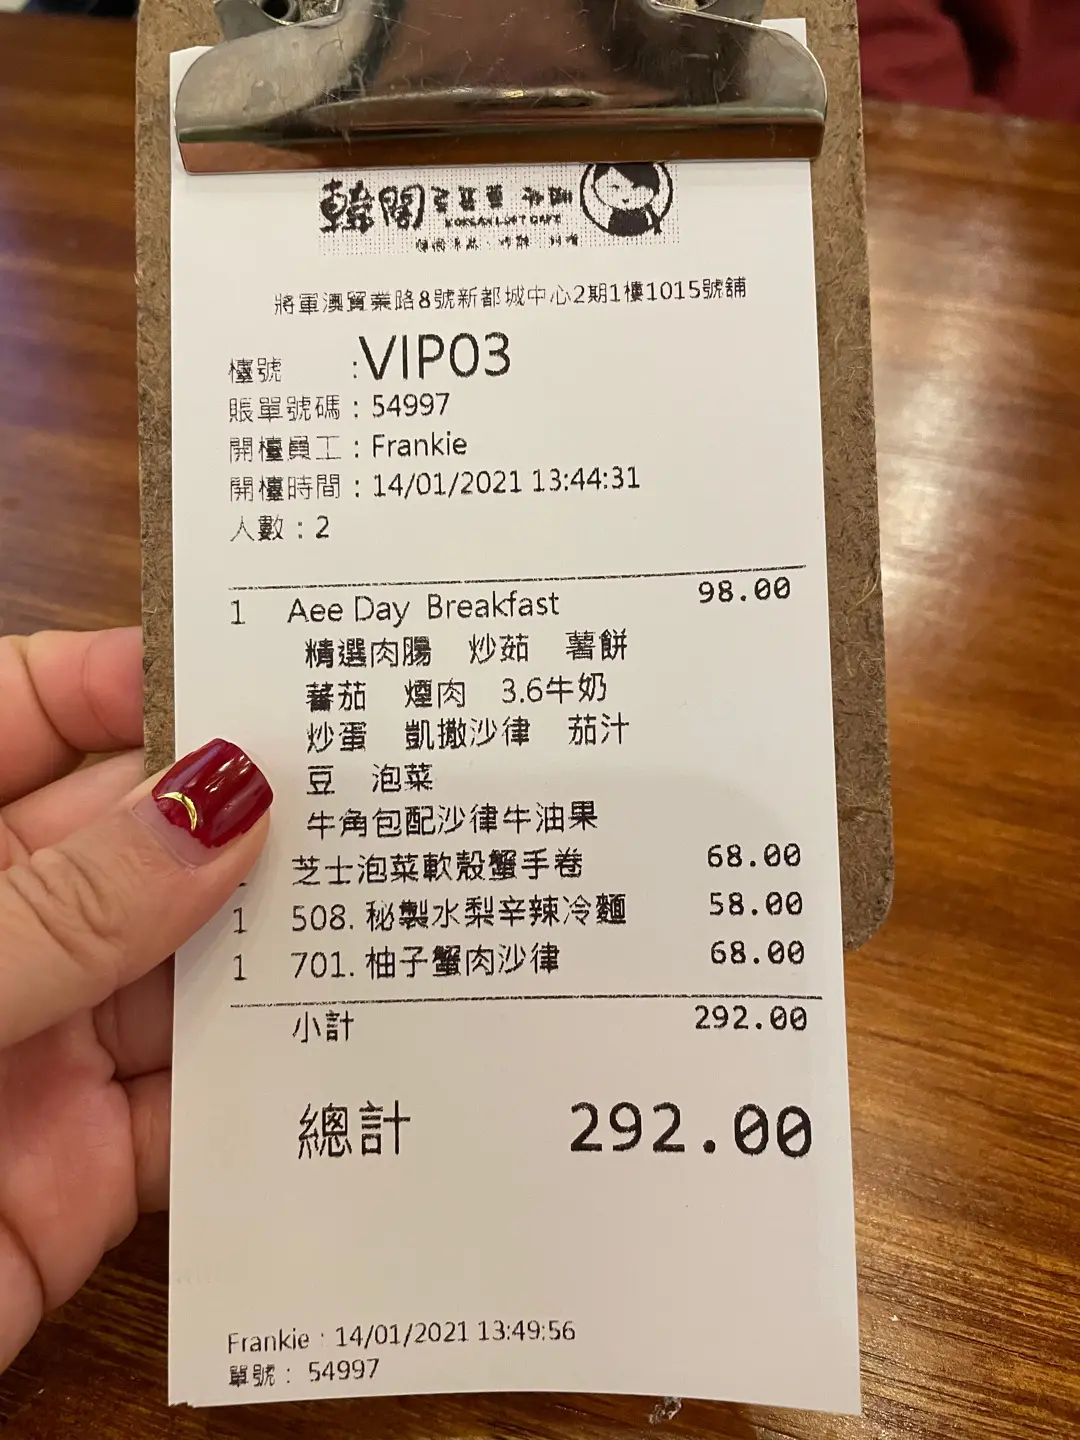 韓閣
KOREAN LOFT CAFE
將軍澳貿業路8號新都城中心2期1樓1015號舖
檯號 :VIP03
賬單號碼 : 54997
開檯員工 : Frankie
開檯時間 : 14/01/2021 13:44:31
人數 : 2
1 Aee Day Breakfast 98.00
精選肉腸 炒茹 薯餅
蕃茄 煙肉 3.6牛奶
炒蛋 凱撒沙律 茄汁
豆 泡菜
牛角包配沙律牛油果
芝士泡菜軟殼蟹手卷 68.00
1 508. 秘製水梨辛辣冷麵 58.00
1 701. 柚子蟹肉沙律 68.00
小計 292.00
總計 292.00
Frankie : 14/01/2021 13:49:56
單號 : 54997